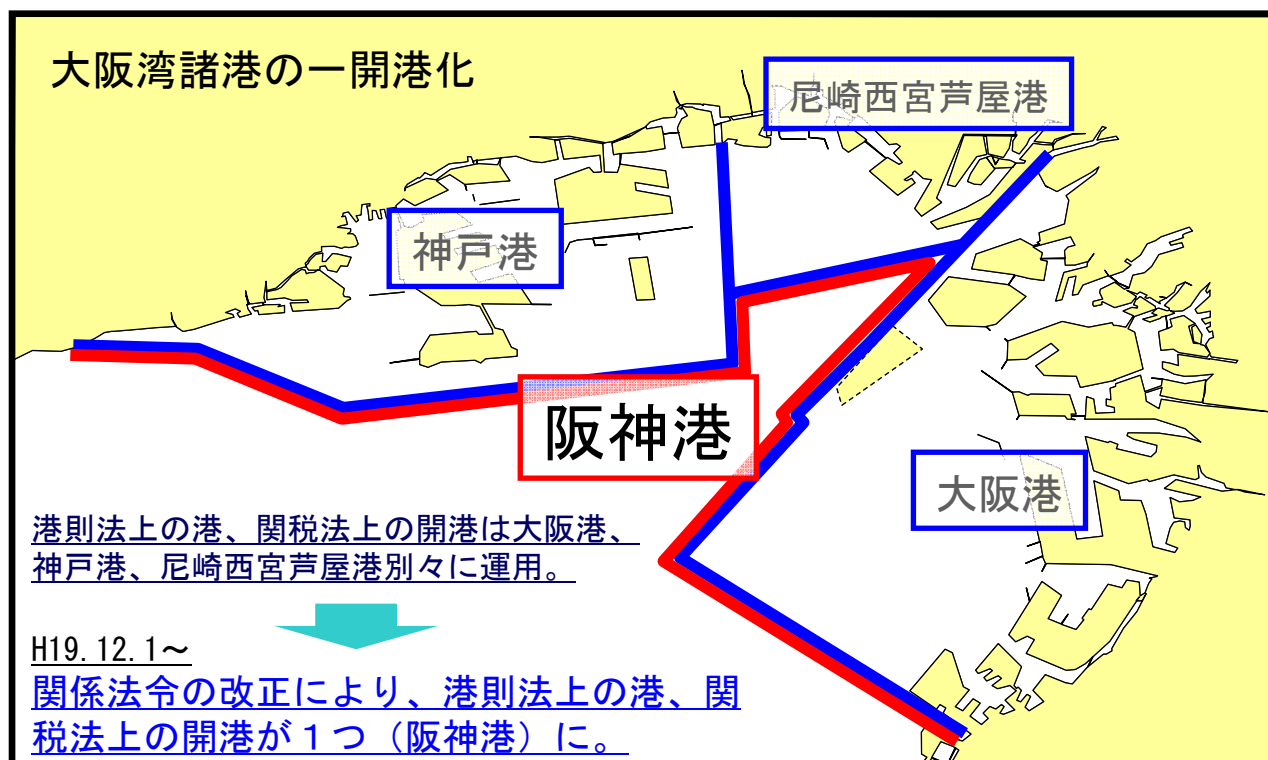 大阪湾諸港の一開港化
尼崎西宮芦屋港
神戸港
阪神港
大阪港
港則法上の港、関税法上の開港は大阪港、
神戸港、尼崎西宮芦屋港別々に運用。
H19.12.1～
関係法令の改正により、港則法上の港、関
税法上の開港が１つ（阪神港）に。